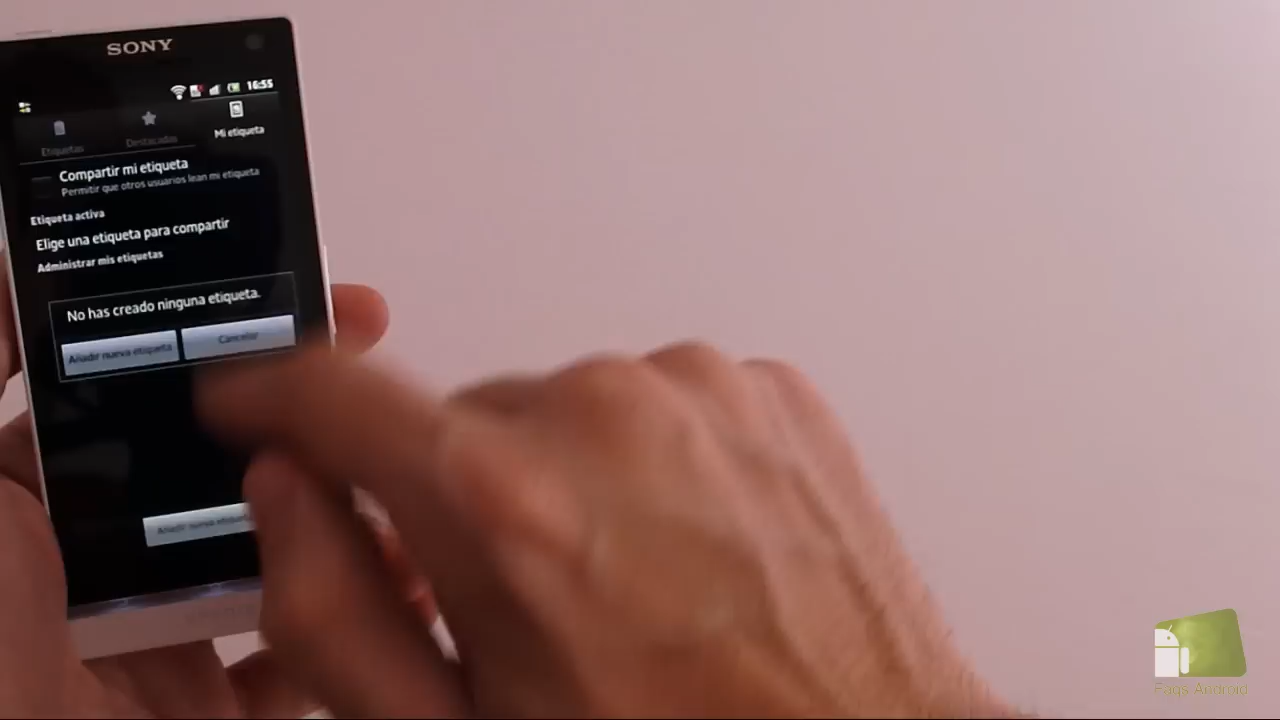 SONY
16:55
Etiquetas
Destacadas
Mi etiqueta
Compartir mi etiqueta
Permitir que otros usuarios lean mi etiqueta
Etiqueta activa
Elige una etiqueta para compartir
Administrar mis etiquetas
No has creado ninguna etiqueta.
Añadir nueva etiqueta
Cancelar
Añadir nueva
Faqs Android